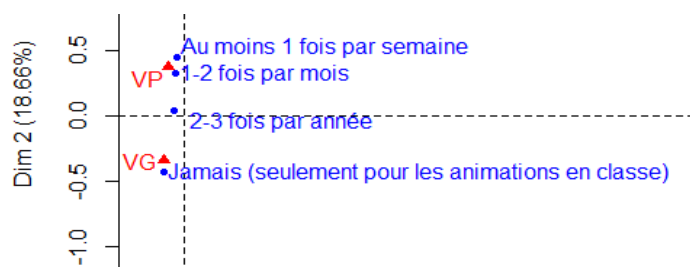 Dim 2 (18.66%)
0.5
0.0
-0.5
-1.0
Au moins 1 fois par semaine
VP
1-2 fois par mois
2-3 fois par année
VG
Jamais (seulement pour les animations en classe)